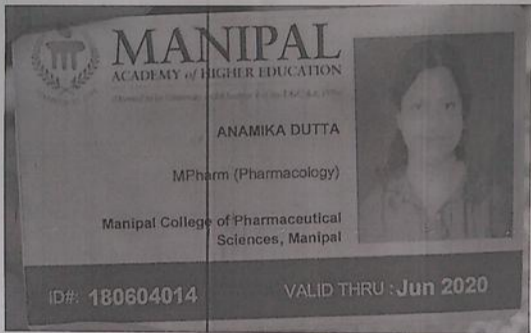 MANIPAL
ACADEMY of HIGHER EDUCATION
ANAMIKA DUTTA
MPharm (Pharmacology)
Manipal College of Pharmaceutical
Sciences, Manipal
ID#: 180604014
VALID THRU : Jun 2020